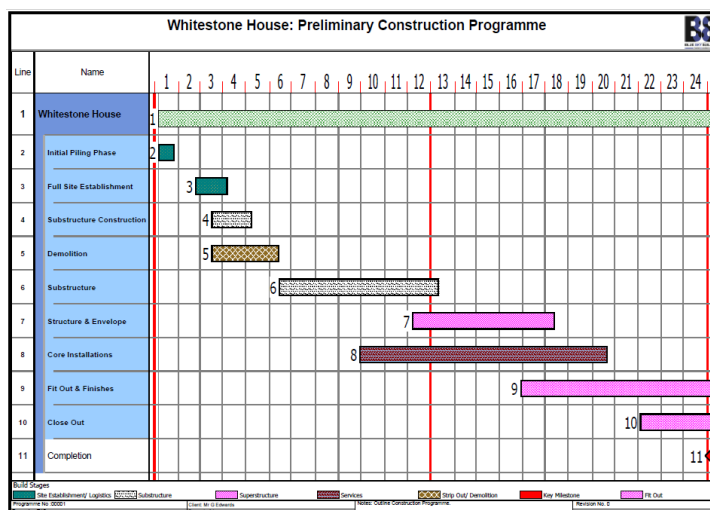 Whitestone House: Preliminary Construction Programme
Line Name 1 2 3 4 5 6 7 8 9 10 11 12 13 14 15 16 17 18 19 20 21 22 23 24
1 Whitestone House 1
2 Initial Piling Phase 2
3 Full Site Establishment 3
4 Substructure Construction 4
5 Demolition 5
6 Substructure 6
7 Structure & Envelope 7
8 Core Installations 8
9 Fit Out & Finishes 9
10 Close Out 10
11 Completion 11
Build Stages
Site Establishment/ Logistics Substructure Superstructure Services Strip Out/ Demolition Key Milestone Fit Out
Programme No: 00001 Client: Mr G Edwards Notes: Outline Construction Programme. Revision No. 0